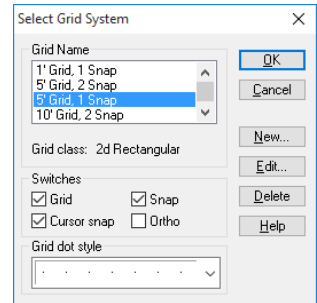 Select Grid System
Grid Name
1' Grid, 1 Snap
5' Grid, 2 Snap
5' Grid, 1 Snap
10' Grid, 2 Snap
Grid class: 2d Rectangular
Switches
Grid
Snap
Cursor snap
Ortho
Grid dot style
OK
Cancel
New...
Edit...
Delete
Help